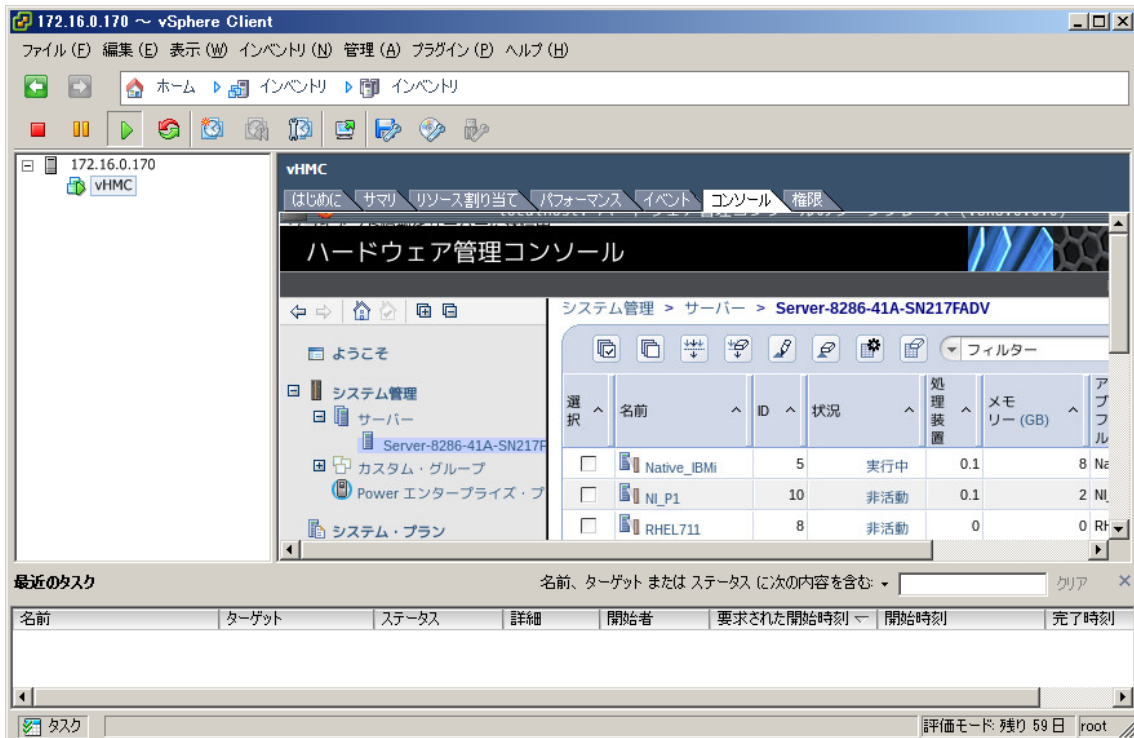 172.16.0.170 ～ vSphere Client
ファイル(F) 編集(E) 表示(W) インベントリ(N) 管理(A) プラグイン(P) ヘルプ(H)
ホーム インベントリ インベントリ
172.16.0.170
vHMC
vHMC
はじめに サマリ リソース割り当て パフォーマンス イベント コンソール 権限
ハードウェア管理コンソール
システム管理 > サーバー > Server-8286-41A-SN217FADV
フィルター
ようこそ
システム管理
サーバー
Server-8286-41A-SN217F
カスタム・グループ
Power エンタープライズ・プ
システム・プラン
選択 名前 ID 状況 処理装置 メモリー (GB) アプフル
Native_IBMi 5 実行中 0.1 8 Na
NI_P1 10 非活動 0.1 2 NI_
RHEL711 8 非活動 0 0 RH
最近のタスク 名前、ターゲット または ステータス に次の内容を含む: クリア
名前 ターゲット ステータス 詳細 開始者 要求された開始時刻 開始時刻 完了時刻
タスク 評価モード: 残り 59 日 root